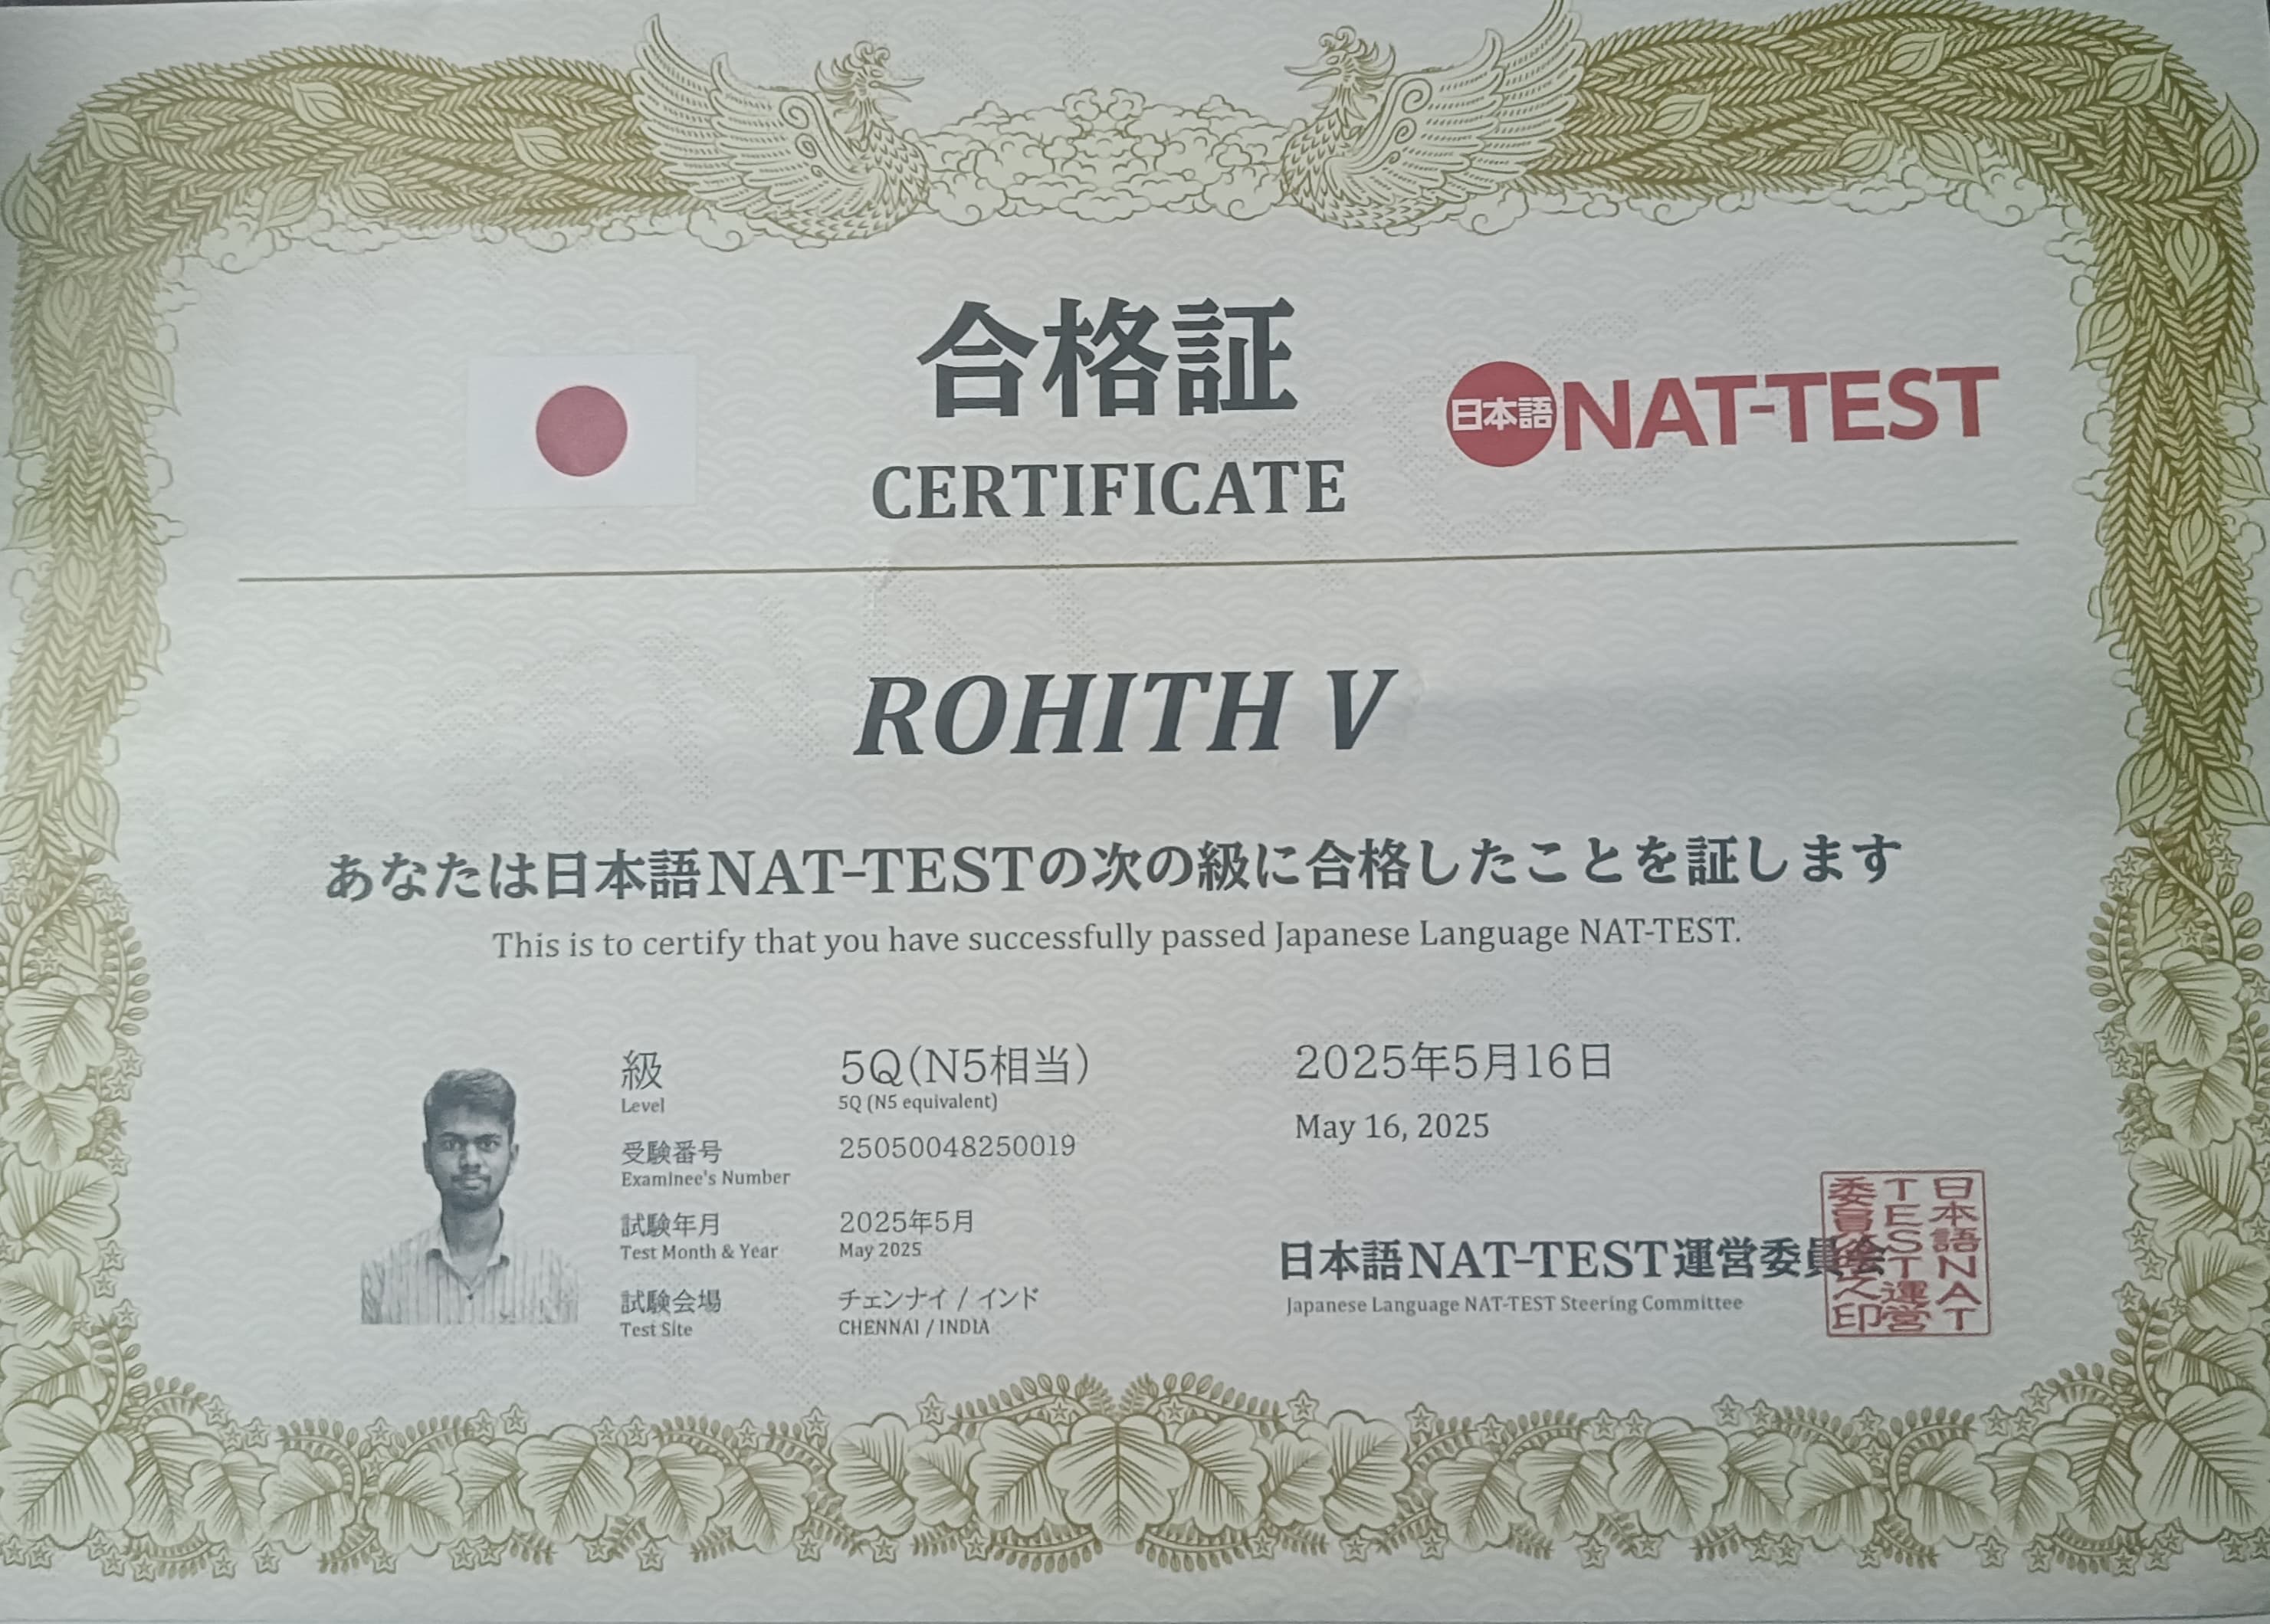 合格証
CERTIFICATE
日本語 NAT-TEST
ROHITH V
あなたは日本語NAT-TESTの次の級に合格したことを証します
This is to certify that you have successfully passed Japanese Language NAT-TEST.
級 5Q(N5相当)
Level 5Q (N5 equivalent)
受験番号 25050048250019
Examinee's Number
試験年月 2025年5月
Test Month & Year May 2025
試験会場 チェンナイ / インド
Test Site CHENNAI / INDIA
2025年5月16日
May 16, 2025
日本語NAT-TEST運営委員会
Japanese Language NAT-TEST Steering Committee
日本語NAT
TEST運営
委員会之印